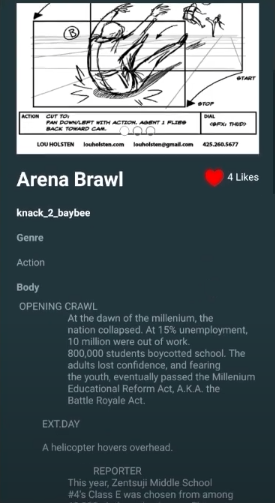 B
START
STOP
ACTION CUT TO:
PAN DOWN/LEFT WITH ACTION. AGENT 1 FLIES
BACK TOWARD CAM.
DIAL
<SFX: THUD>
LOU HOLSTEN louholsten.com louholsten@gmail.com 425.260.5677
Arena Brawl
4 Likes
knack_2_baybee
Genre
Action
Body
OPENING CRAWL
At the dawn of the millenium, the
nation collapsed. At 15% unemployment,
10 million were out of work.
800,000 students boycotted school. The
adults lost confidence, and fearing
the youth, eventually passed the Millenium
Educational Reform Act, A.K.A. the
Battle Royale Act.
EXT.DAY
A helicopter hovers overhead.
REPORTER
This year, Zentsuji Middle School
#4's Class E was chosen from among